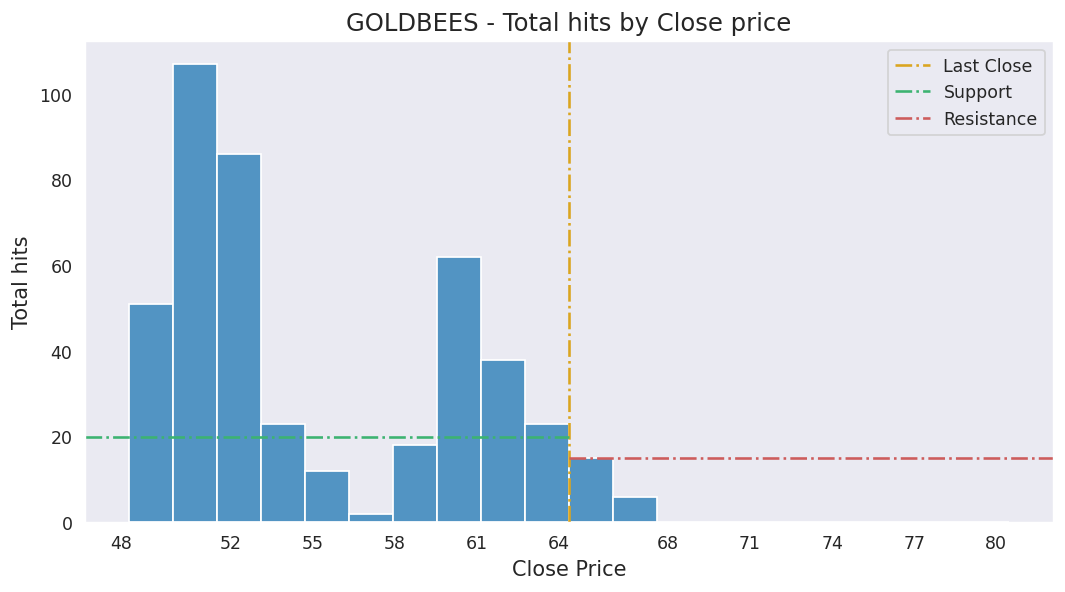 GOLDBEES - Total hits by Close price
Last Close
Support
Resistance
Total hits
100
80
60
40
20
0
48 52 55 58 61 64 68 71 74 77 80
Close Price